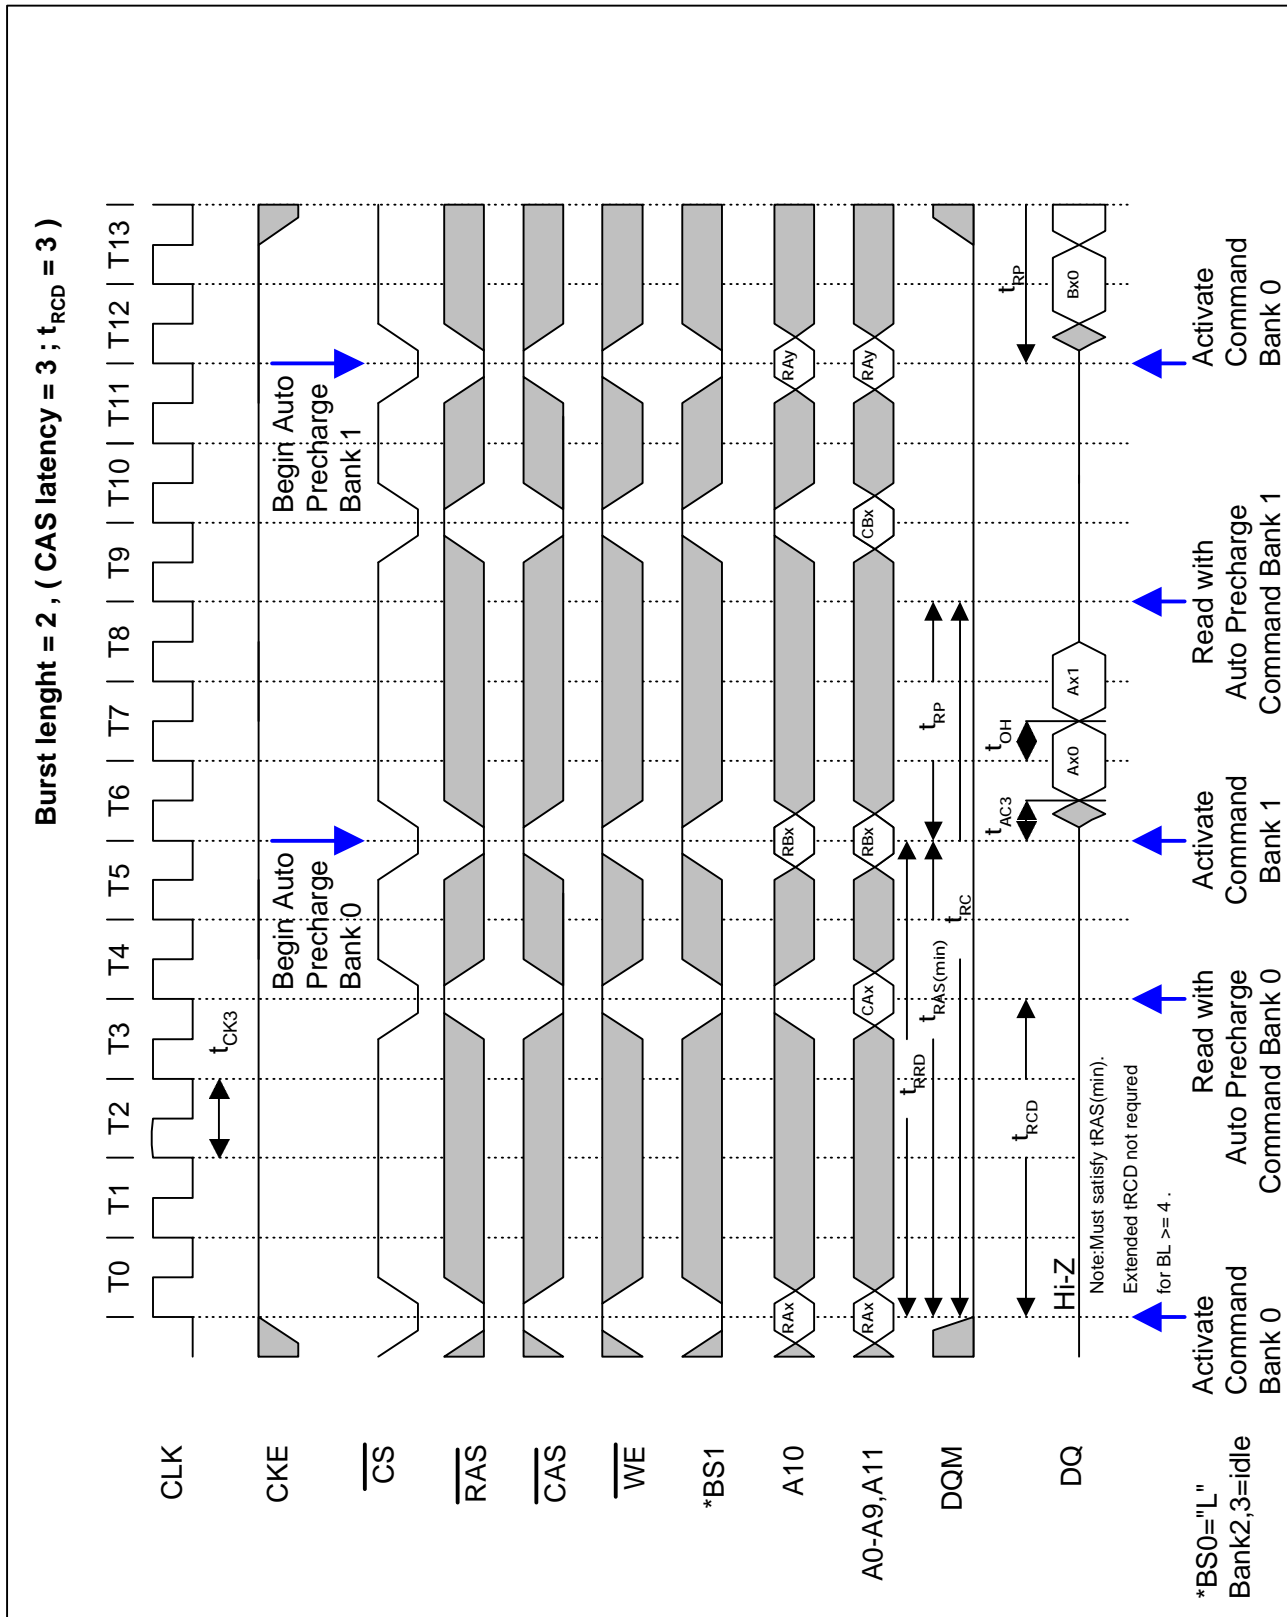 Burst lenght = 2 , ( CAS latency = 3 ; tRCD = 3 )
T0 T1 T2 T3 T4 T5 T6 T7 T8 T9 T10 T11 T12 T13
CLK
tCK3
CKE
Begin Auto
Precharge
Bank 0
Begin Auto
Precharge
Bank 1
CS
RAS
CAS
WE
*BS1
A10
RAx RBx RAy
A0-A9,A11
RAx CAx RBx CBx RAy
DQM
tRRD
tRAS(min)
tRP
tRC
tRCD
tAC3
tOH
tRP
DQ
Hi-Z
Ax0 Ax1 Bx0
Note:Must satisfy tRAS(min).
Extended tRCD not requred
for BL >= 4 .
*BS0="L"
Bank2,3=idle
Activate
Command
Bank 0
Read with
Auto Precharge
Command Bank 0
Activate
Command
Bank 1
Read with
Auto Precharge
Command Bank 1
Activate
Command
Bank 0